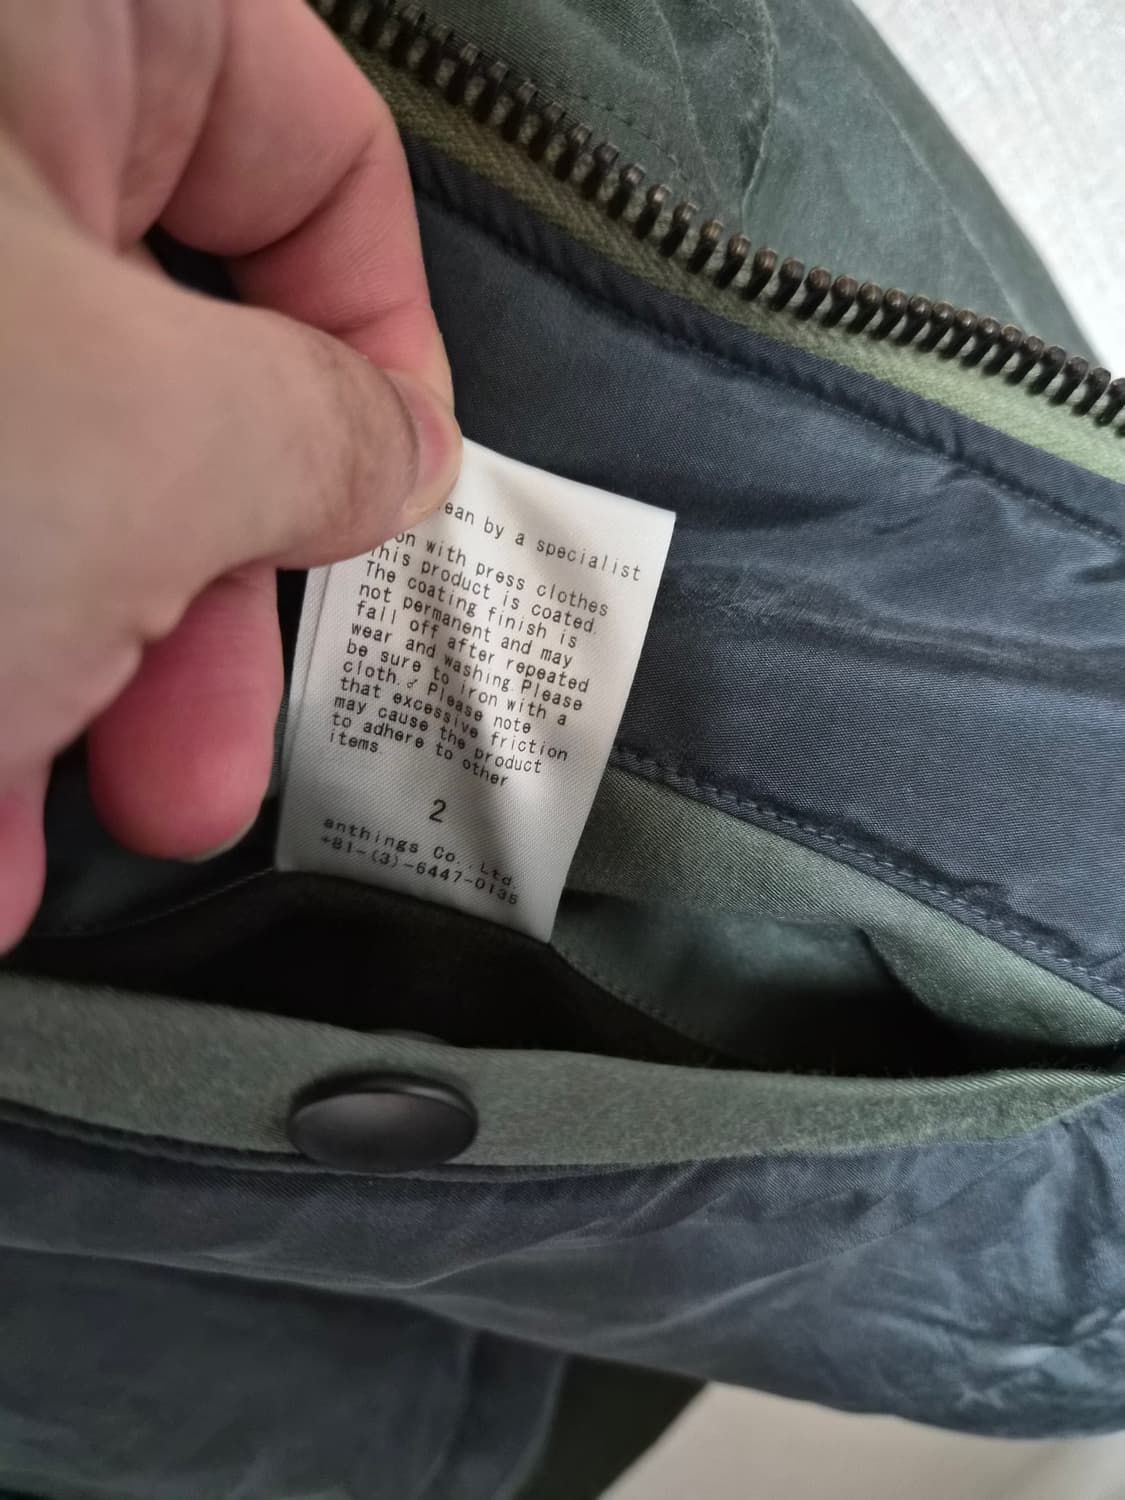 ean by a specialist
on with press clothes
This product is coated.
The coating finish is
not permanent and may
fall off after repeated
wear and washing.Please
be sure to iron with a
cloth.♂Please note
that excessive friction
may cause the product
to adhere to other
items.
2
anthings Co.,Ltd.
+81-(3)-6447-0135